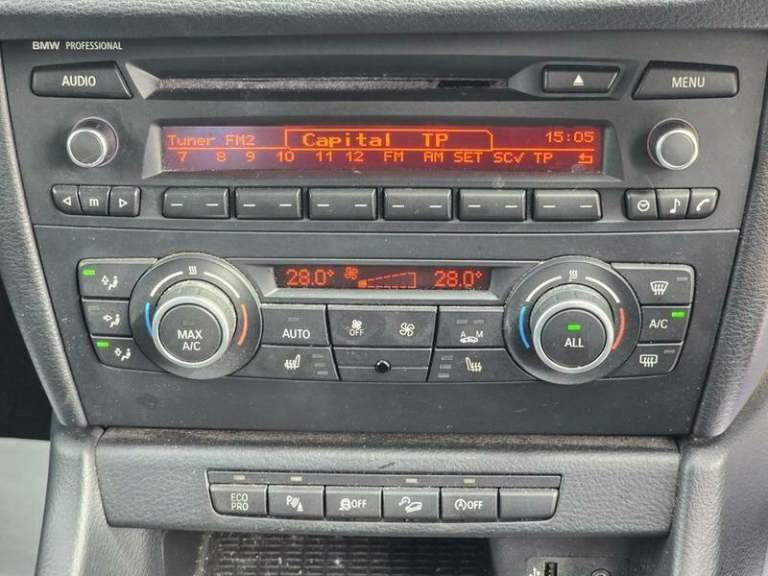 BMW PROFESSIONAL
AUDIO MENU
Tuner FM2 Capital TP 15:05
7 8 9 10 11 12 FM AM SET SC✓ TP
m
28.0° 28.0°
MAX A/C AUTO OFF A M ALL A/C
ECO PRO P OFF A OFF